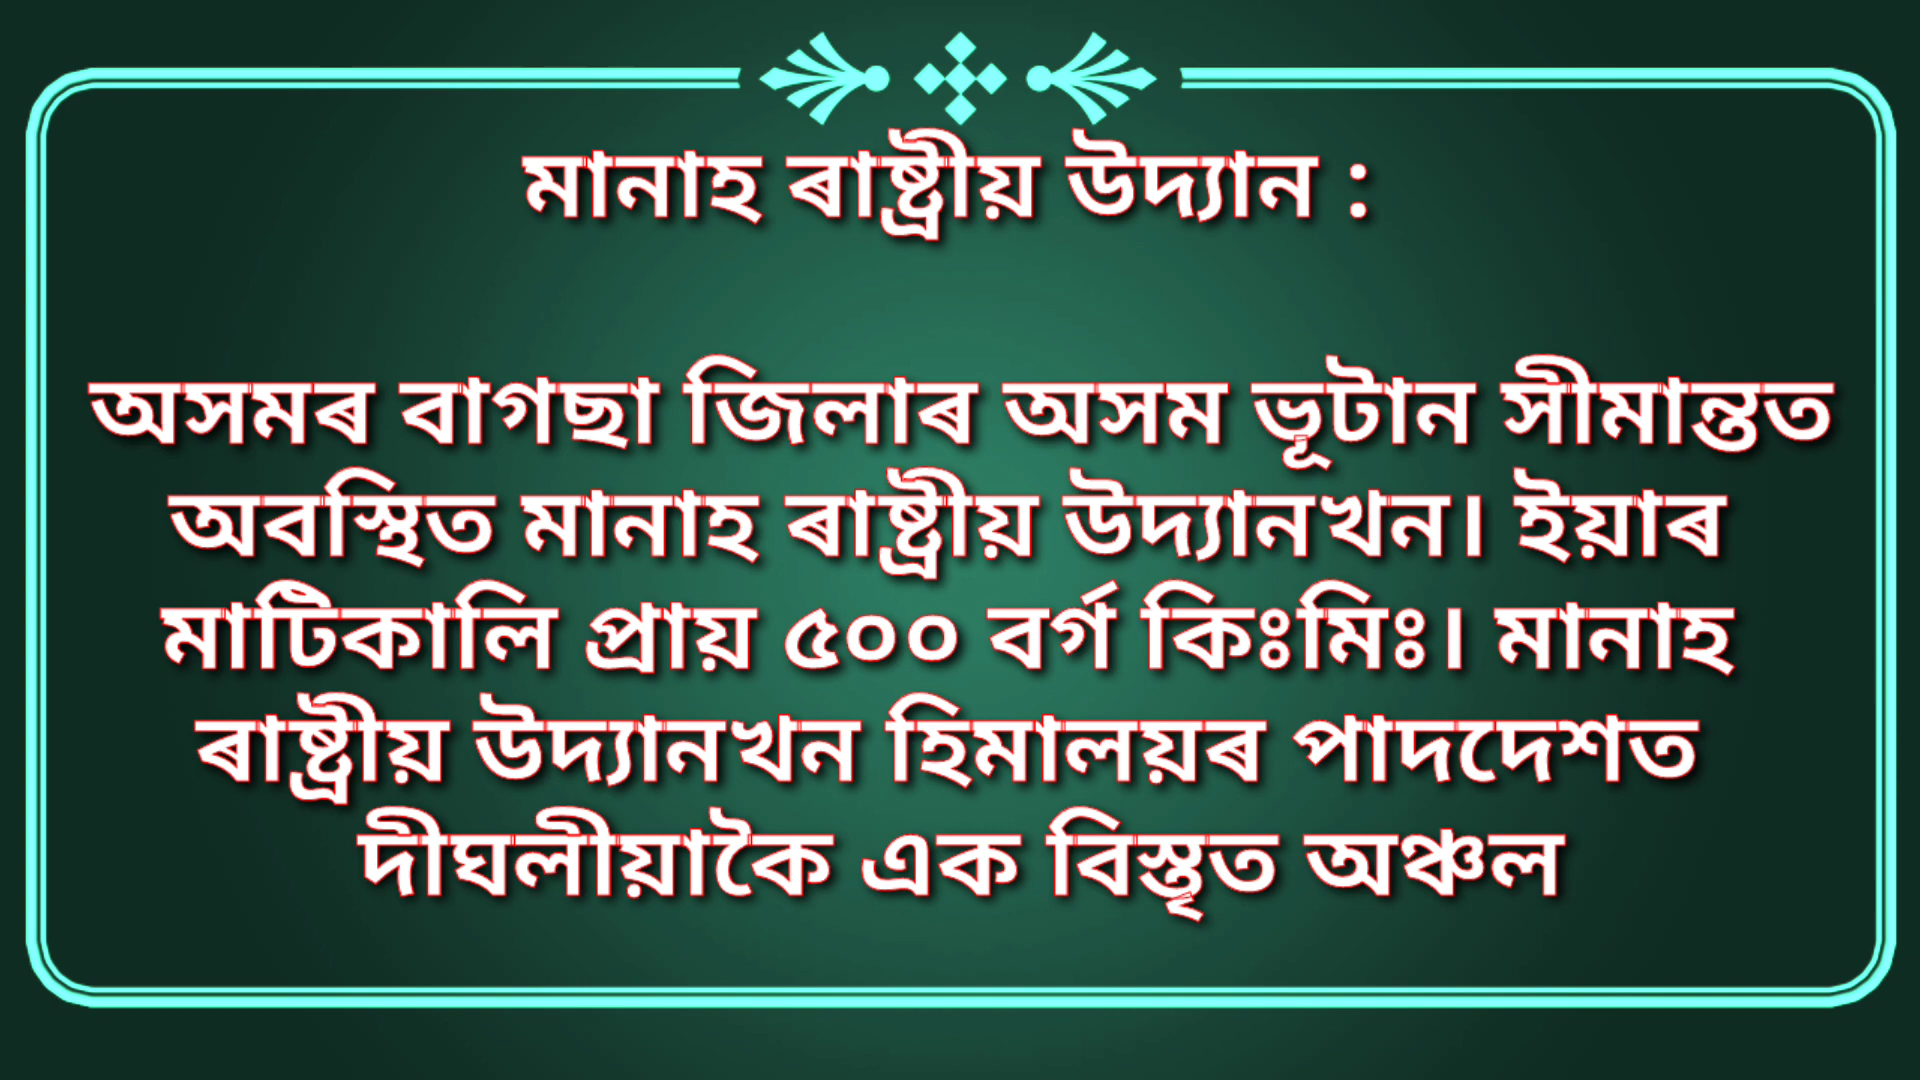 মানাহ ৰাষ্ট্ৰীয় উদ্যান :
অসমৰ বাগছা জিলাৰ অসম ভূটান সীমান্তত
অবস্থিত মানাহ ৰাষ্ট্ৰীয় উদ্যানখন। ইয়াৰ
মাটিকালি প্ৰায় ৫০০ বৰ্গ কিঃমিঃ। মানাহ
ৰাষ্ট্ৰীয় উদ্যানখন হিমালয়ৰ পাদদেশত
দীঘলীয়াকৈ এক বিস্তৃত অঞ্চল